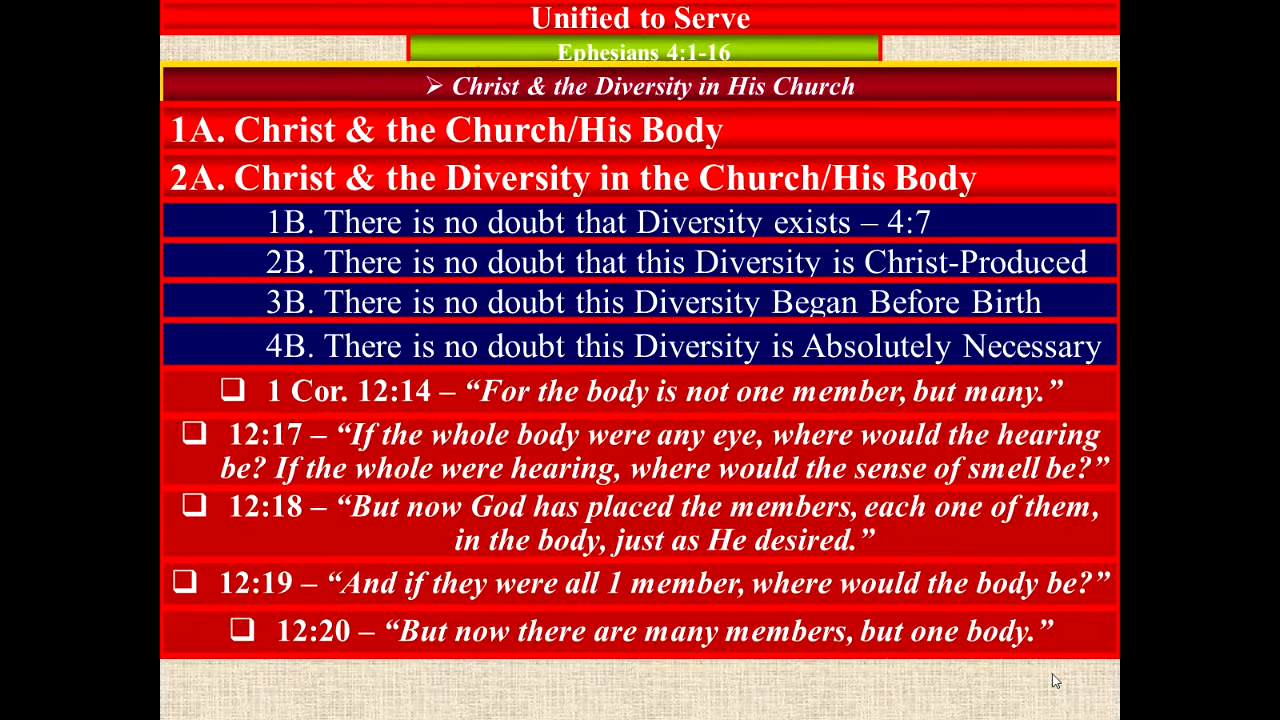 Unified to Serve
Ephesians 4:1-16
➢ Christ & the Diversity in His Church
1A. Christ & the Church/His Body
2A. Christ & the Diversity in the Church/His Body
1B. There is no doubt that Diversity exists – 4:7
2B. There is no doubt that this Diversity is Christ-Produced
3B. There is no doubt this Diversity Began Before Birth
4B. There is no doubt this Diversity is Absolutely Necessary
❑ 1 Cor. 12:14 – “For the body is not one member, but many.”
❑ 12:17 – “If the whole body were any eye, where would the hearing
be? If the whole were hearing, where would the sense of smell be?”
❑ 12:18 – “But now God has placed the members, each one of them,
in the body, just as He desired.”
❑ 12:19 – “And if they were all 1 member, where would the body be?”
❑ 12:20 – “But now there are many members, but one body.”